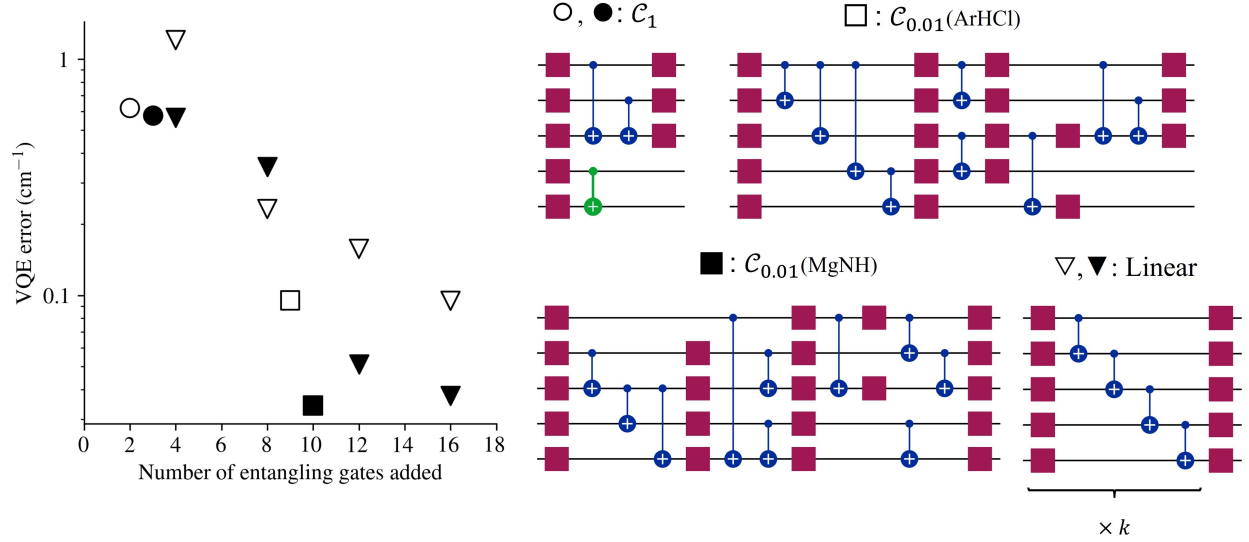 VQE error (cm⁻¹)
1
0.1
0 2 4 6 8 10 12 14 16 18
Number of entangling gates added
○, ●: 𝒞₁
□: 𝒞₀.₀₁(ArHCl)
■: 𝒞₀.₀₁(MgNH)
▽, ▼: Linear
× k